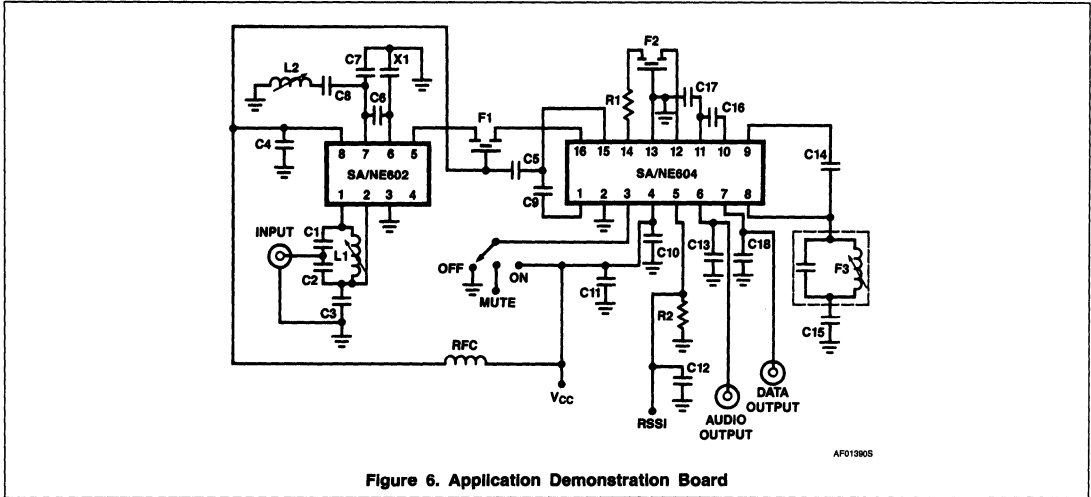 F2
C7
X1
L2
C8
C6
R1
C17
C16
F1
C4
8 7 6 5
SA/NE602
1 2 3 4
C5
C9
16 15 14 13 12 11 10 9
SA/NE604
1 2 3 4 5 6 7 8
C14
INPUT
C1
L1
C2
C3
OFF
ON
MUTE
C10
C11
C13
C18
F3
C15
R2
RFC
VCC
C12
RSSI
AUDIO
OUTPUT
DATA
OUTPUT
AF01390S
Figure 6. Application Demonstration Board